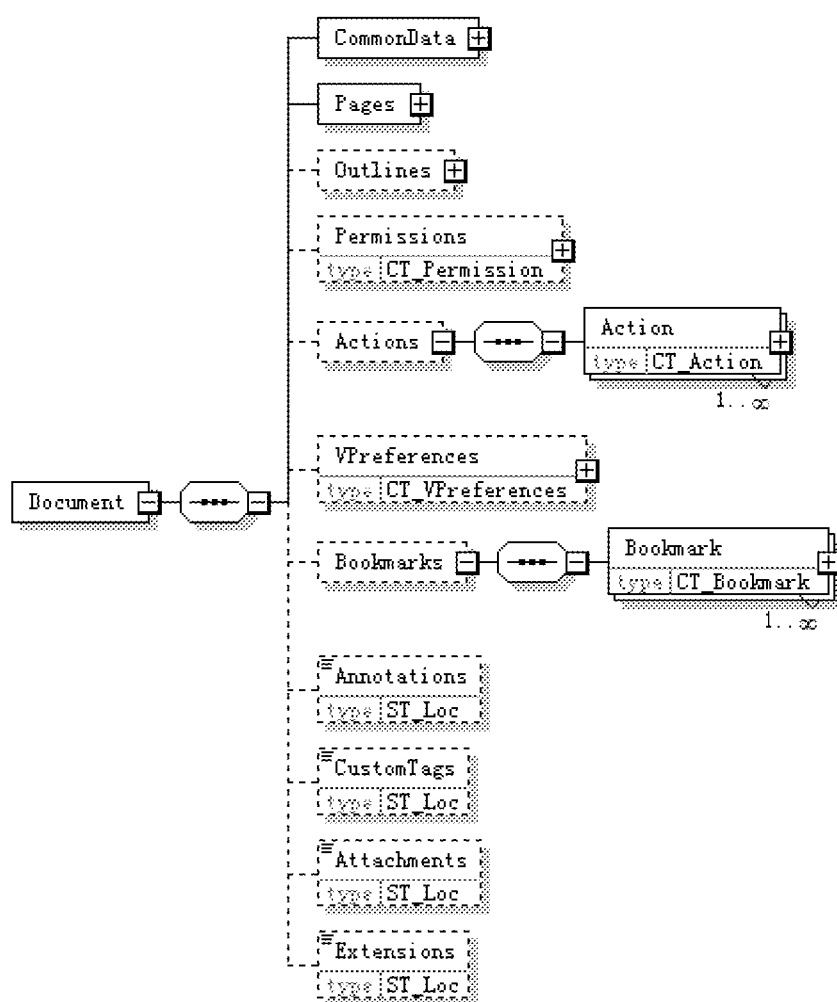 CommonData
Pages
Outlines
Permissions
type CT_Permission
Actions
Action
type CT_Action
1..∞
VPreferences
type CT_VPreferences
Document
Bookmarks
Bookmark
type CT_Bookmark
1..∞
Annotations
type ST_Loc
CustomTags
type ST_Loc
Attachments
type ST_Loc
Extensions
type ST_Loc